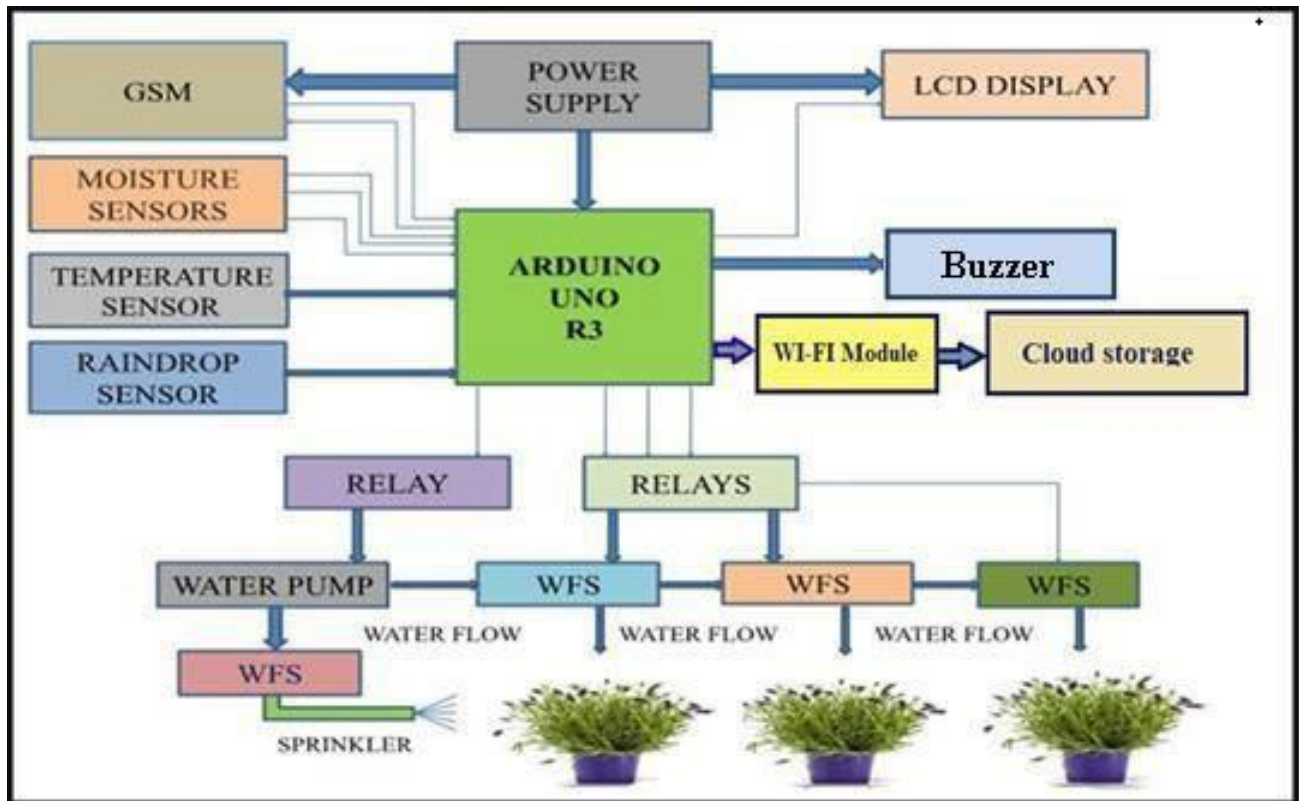 GSM
POWER
SUPPLY
LCD DISPLAY
MOISTURE
SENSORS
TEMPERATURE
SENSOR
RAINDROP
SENSOR
ARDUINO
UNO
R3
Buzzer
WI-FI Module
Cloud storage
RELAY
RELAYS
WATER PUMP
WFS
WFS
WFS
WATER FLOW
WATER FLOW
WATER FLOW
WFS
SPRINKLER